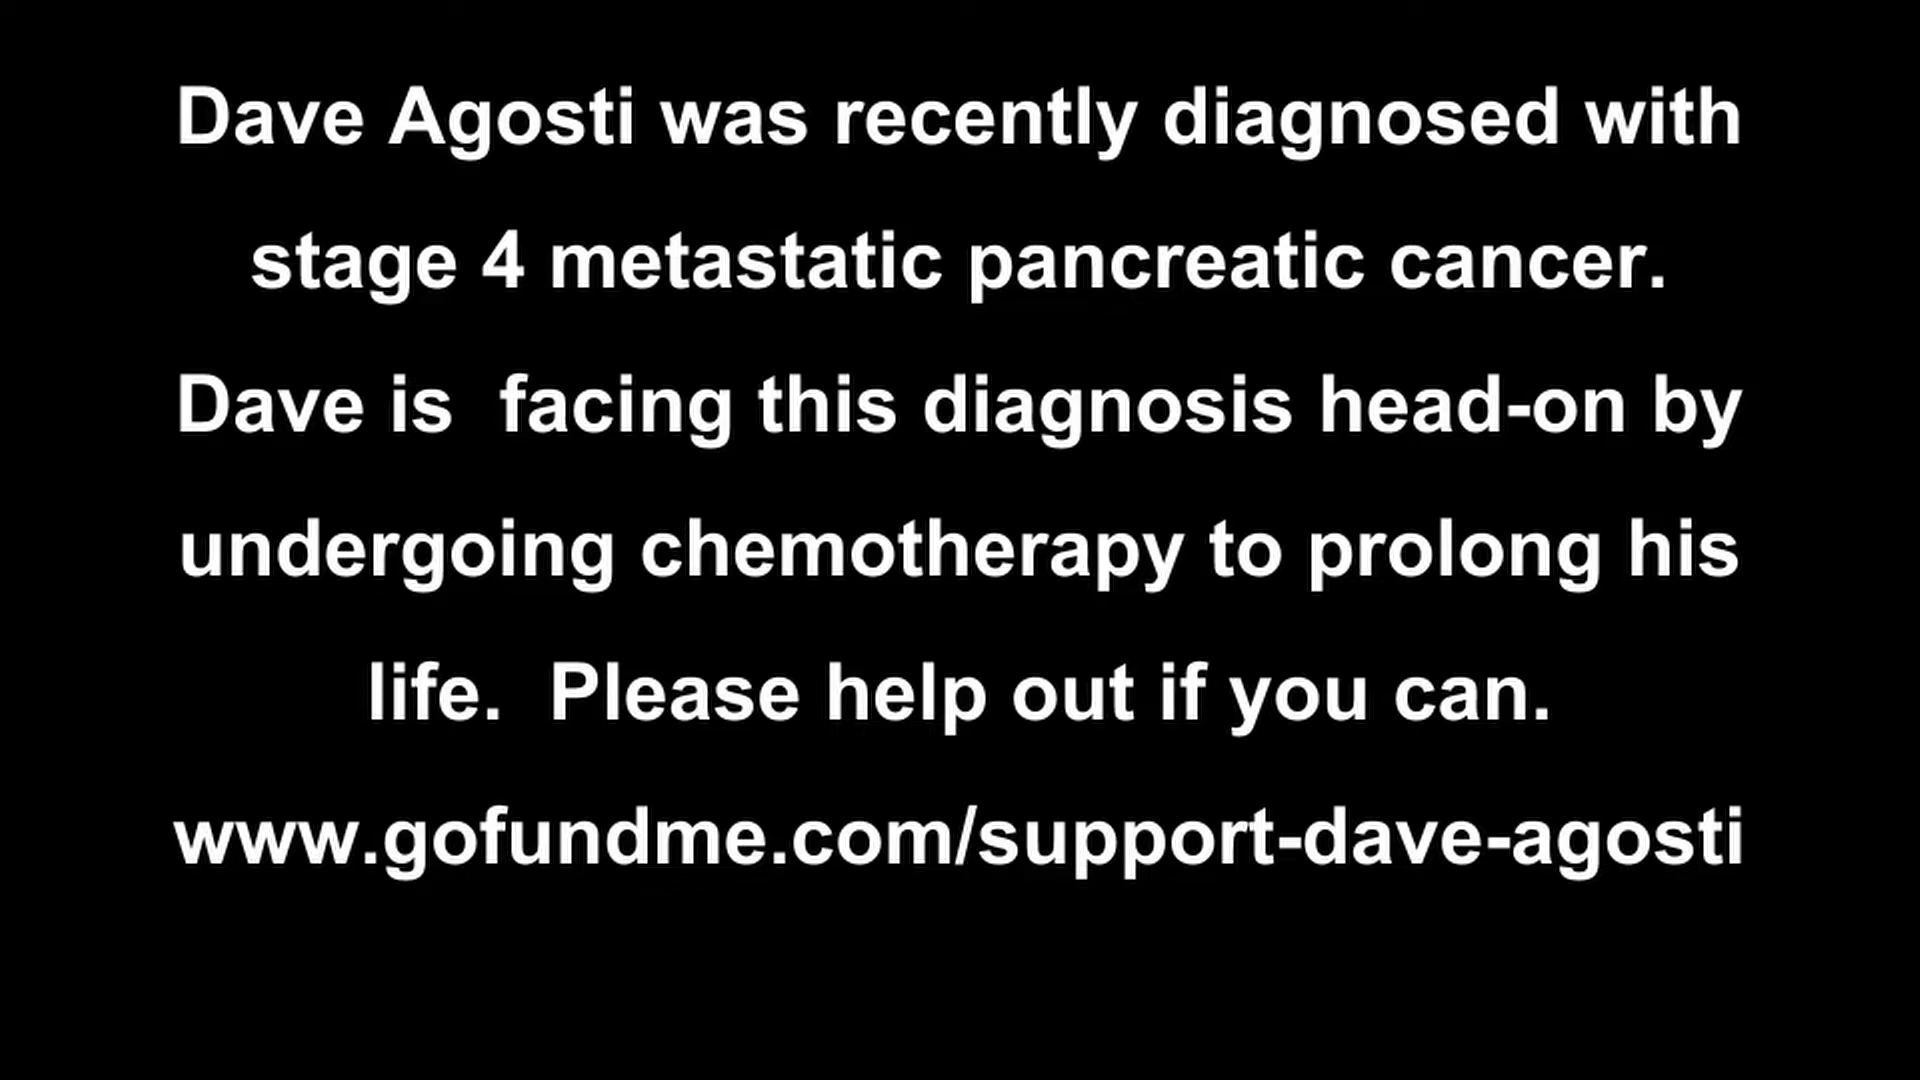 Dave Agosti was recently diagnosed with
stage 4 metastatic pancreatic cancer.
Dave is  facing this diagnosis head-on by
undergoing chemotherapy to prolong his
life.  Please help out if you can.
www.gofundme.com/support-dave-agosti